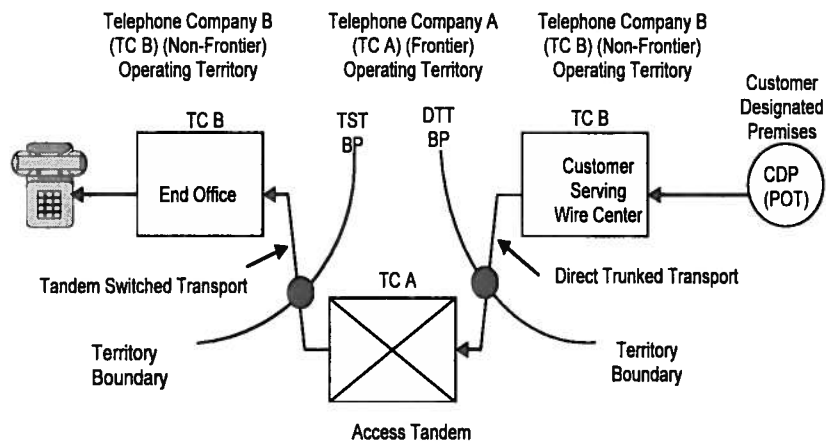 Telephone Company B
(TC B) (Non-Frontier)
Operating Territory
Telephone Company A
(TC A) (Frontier)
Operating Territory
Telephone Company B
(TC B) (Non-Frontier)
Operating Territory
Customer
Designated
Premises
TC B
TST
BP
DTT
BP
TC B
End Office
Customer
Serving
Wire Center
CDP
(POT)
Tandem Switched Transport
TC A
Direct Trunked Transport
Territory
Boundary
Territory
Boundary
Access Tandem